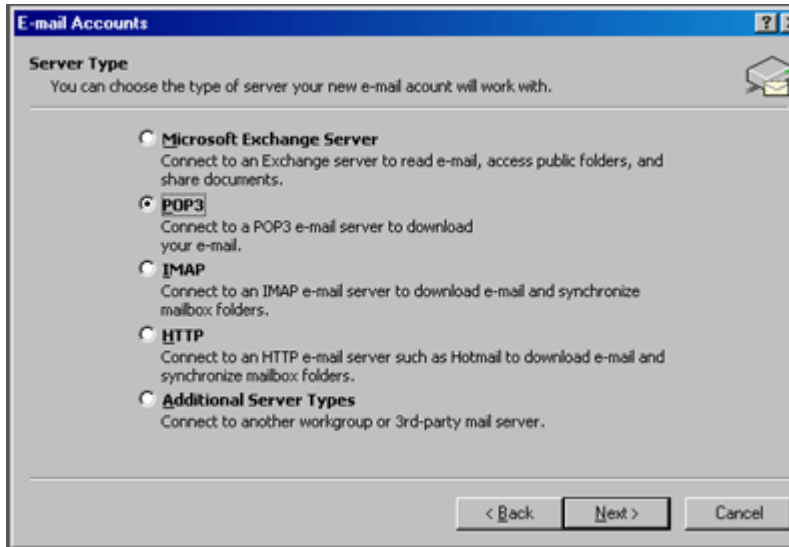 E-mail Accounts
Server Type
You can choose the type of server your new e-mail acount will work with.
Microsoft Exchange Server
Connect to an Exchange server to read e-mail, access public folders, and
share documents.
POP3
Connect to a POP3 e-mail server to download
your e-mail.
IMAP
Connect to an IMAP e-mail server to download e-mail and synchronize
mailbox folders.
HTTP
Connect to an HTTP e-mail server such as Hotmail to download e-mail and
synchronize mailbox folders.
Additional Server Types
Connect to another workgroup or 3rd-party mail server.
< Back Next > Cancel